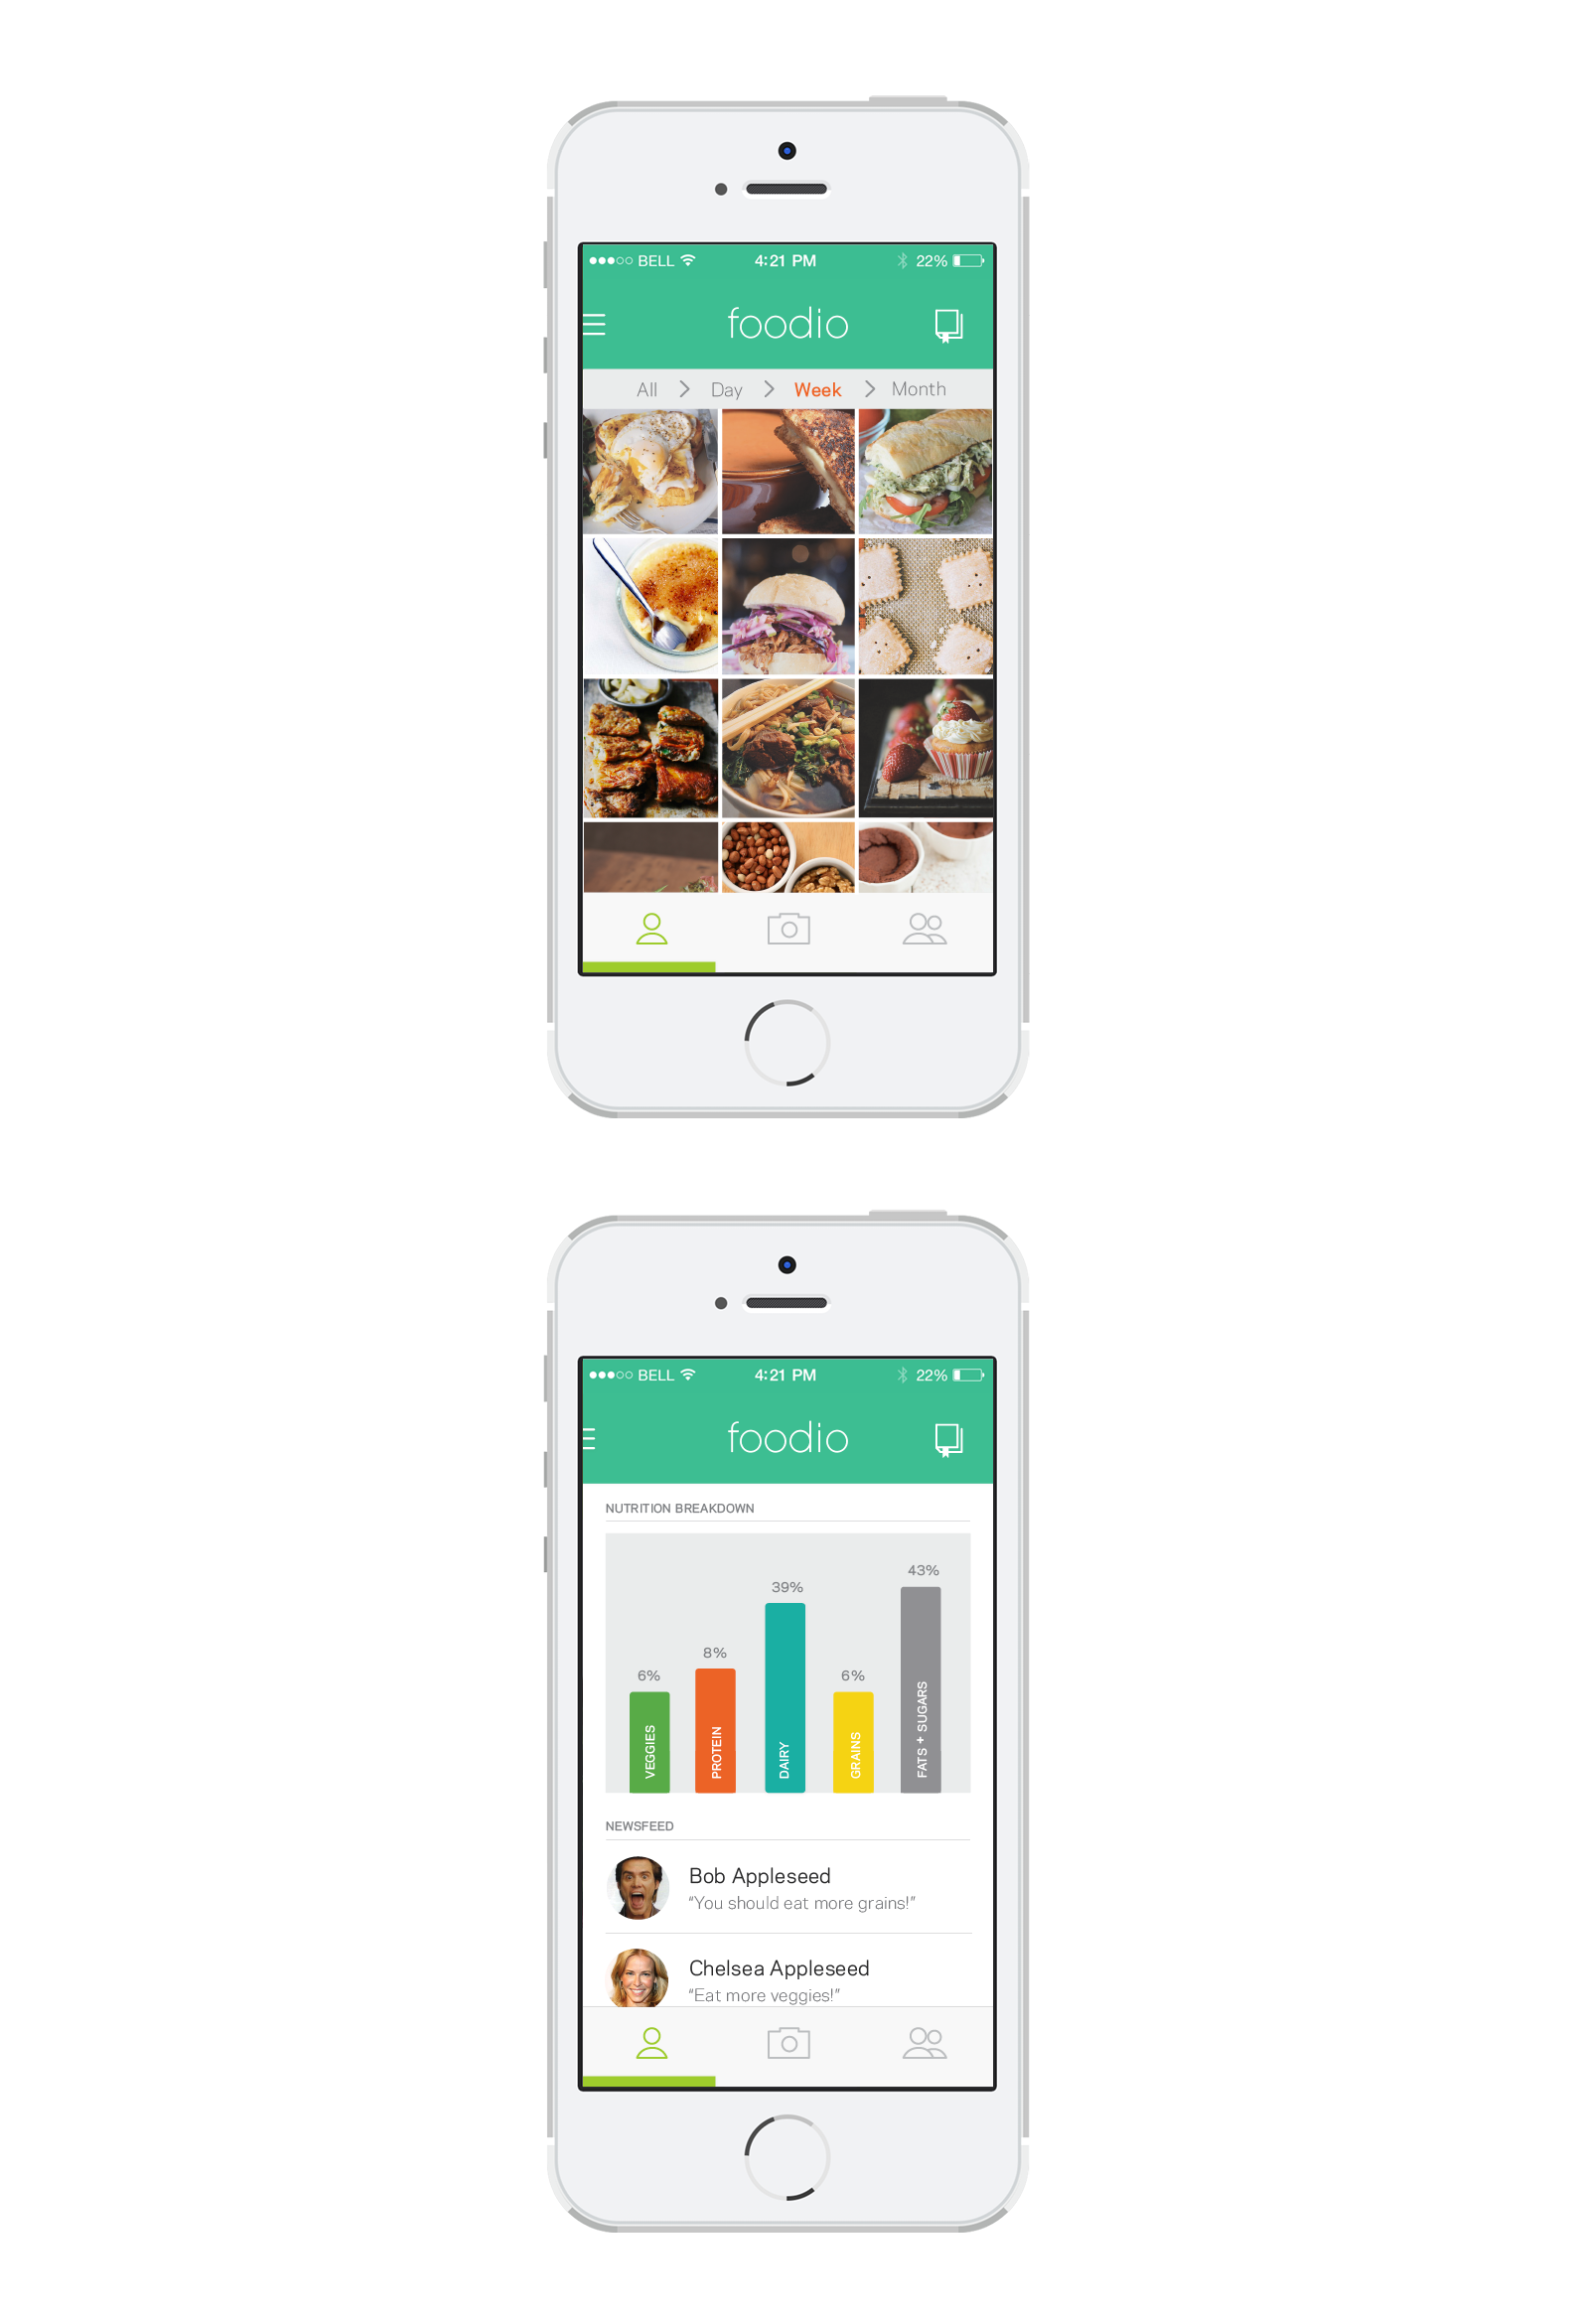 BELL 4:21 PM 22%
foodio
All > Day > Week > Month
BELL 4:21 PM 22%
foodio
NUTRITION BREAKDOWN
6% 8% 39% 6% 43%
VEGGIES PROTEIN DAIRY GRAINS FATS + SUGARS
NEWSFEED
Bob Appleseed
“You should eat more grains!”
Chelsea Appleseed
“Eat more veggies!”